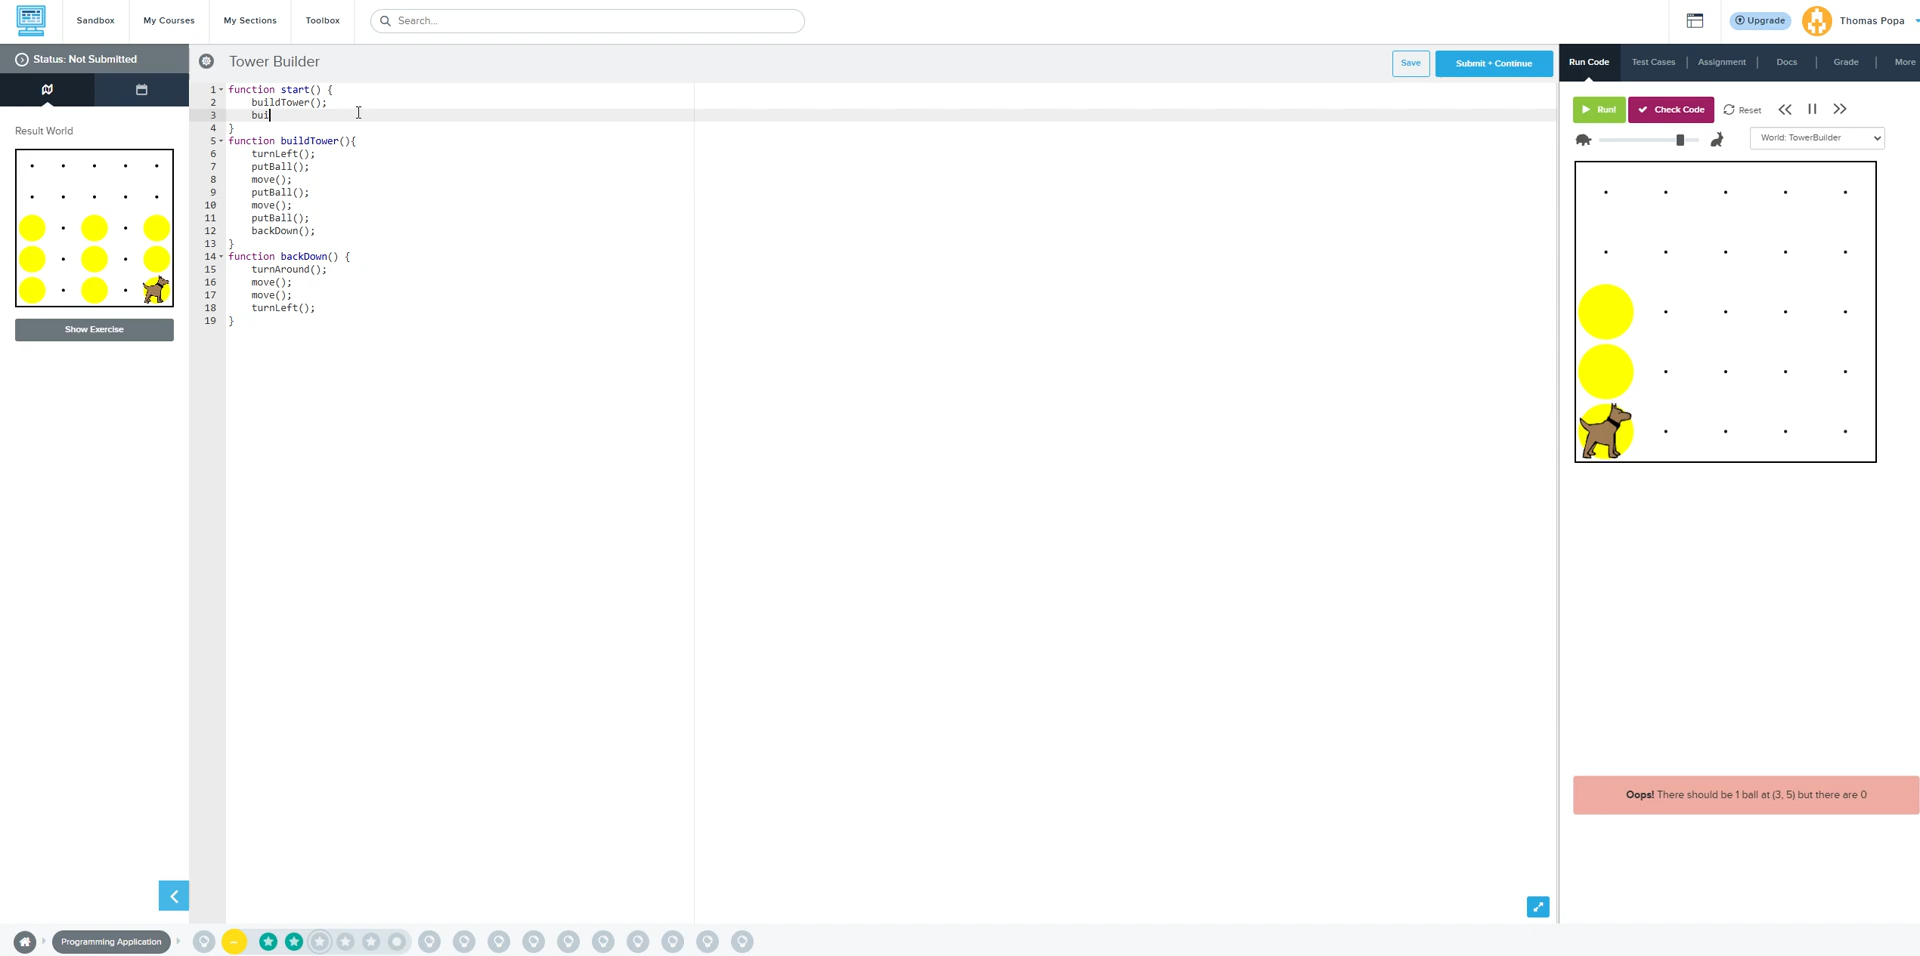 Sandbox
My Courses
My Sections
Toolbox
Search...
Upgrade
Thomas Popa
Status: Not Submitted
Tower Builder
Save
Submit + Continue
Run Code
Test Cases
Assignment
Docs
Grade
More
Result World
Show Exercise
1 function start() {
2 buildTower();
3 bui
4 }
5 function buildTower(){
6 turnLeft();
7 putBall();
8 move();
9 putBall();
10 move();
11 putBall();
12 backDown();
13 }
14 function backDown() {
15 turnAround();
16 move();
17 move();
18 turnLeft();
19 }
Run!
Check Code
Reset
World: TowerBuilder
Oops! There should be 1 ball at (3, 5) but there are 0
Programming Application